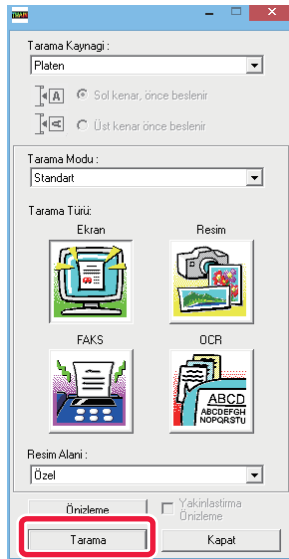 Tarama Kaynagi :
Platen
A Sol kenar, önce beslenir
A Üst kenar önce beslenir
Tarama Modu :
Standart
Tarama Türü:
Ekran Resim
FAKS OCR
ABCD
ABCDEFGH
NOPQRSTU
Resim Alani :
Özel
Önizleme Yakinlastirma
Önizleme
Tarama Kapat